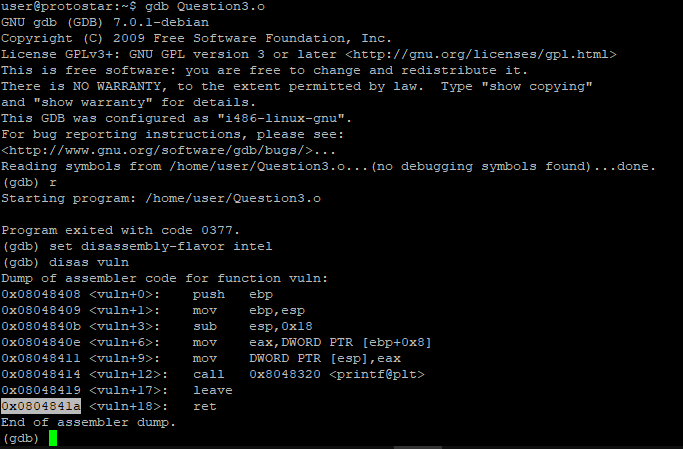 user@protostar:~$ gdb Question3.o
GNU gdb (GDB) 7.0.1-debian
Copyright (C) 2009 Free Software Foundation, Inc.
License GPLv3+: GNU GPL version 3 or later <http://gnu.org/licenses/gpl.html>
This is free software: you are free to change and redistribute it.
There is NO WARRANTY, to the extent permitted by law.  Type "show copying"
and "show warranty" for details.
This GDB was configured as "i486-linux-gnu".
For bug reporting instructions, please see:
<http://www.gnu.org/software/gdb/bugs/>...
Reading symbols from /home/user/Question3.o...(no debugging symbols found)...done.
(gdb) r
Starting program: /home/user/Question3.o
Program exited with code 0377.
(gdb) set disassembly-flavor intel
(gdb) disas vuln
Dump of assembler code for function vuln:
0x08048408 <vuln+0>:    push   ebp
0x08048409 <vuln+1>:    mov    ebp,esp
0x0804840b <vuln+3>:    sub    esp,0x18
0x0804840e <vuln+6>:    mov    eax,DWORD PTR [ebp+0x8]
0x08048411 <vuln+9>:    mov    DWORD PTR [esp],eax
0x08048414 <vuln+12>:   call   0x8048320 <printf@plt>
0x08048419 <vuln+17>:   leave
0x0804841a <vuln+18>:   ret
End of assembler dump.
(gdb)